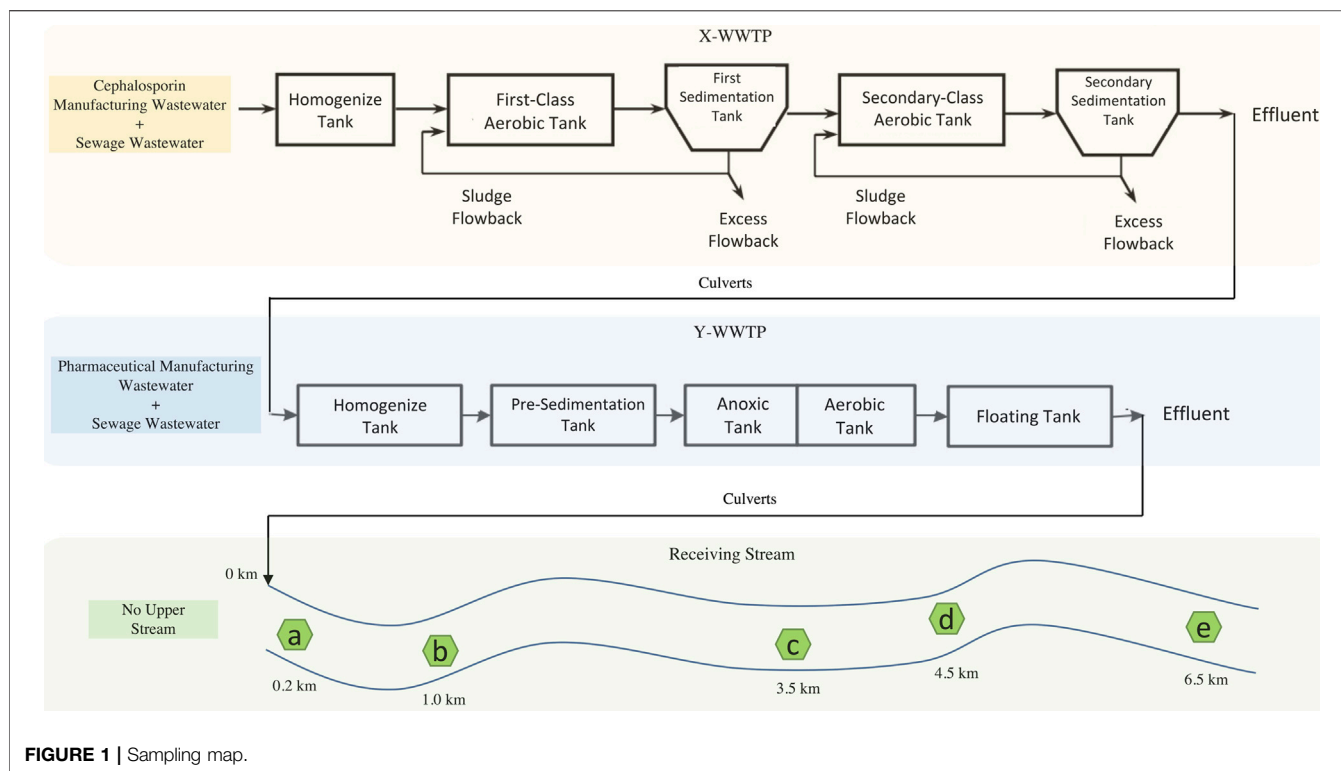 X-WWTP
Cephalosporin
Manufacturing Wastewater
+
Sewage Wastewater
Homogenize
Tank
First-Class
Aerobic Tank
First
Sedimentation
Tank
Secondary-Class
Aerobic Tank
Secondary
Sedimentation
Tank
Effluent
Sludge
Flowback
Excess
Flowback
Sludge
Flowback
Excess
Flowback
Culverts
Y-WWTP
Pharmaceutical Manufacturing
Wastewater
+
Sewage Wastewater
Homogenize
Tank
Pre-Sedimentation
Tank
Anoxic
Tank
Aerobic
Tank
Floating Tank
Effluent
Culverts
Receiving Stream
0 km
No Upper
Stream
a
b
c
d
e
0.2 km
1.0 km
3.5 km
4.5 km
6.5 km
FIGURE 1 | Sampling map.